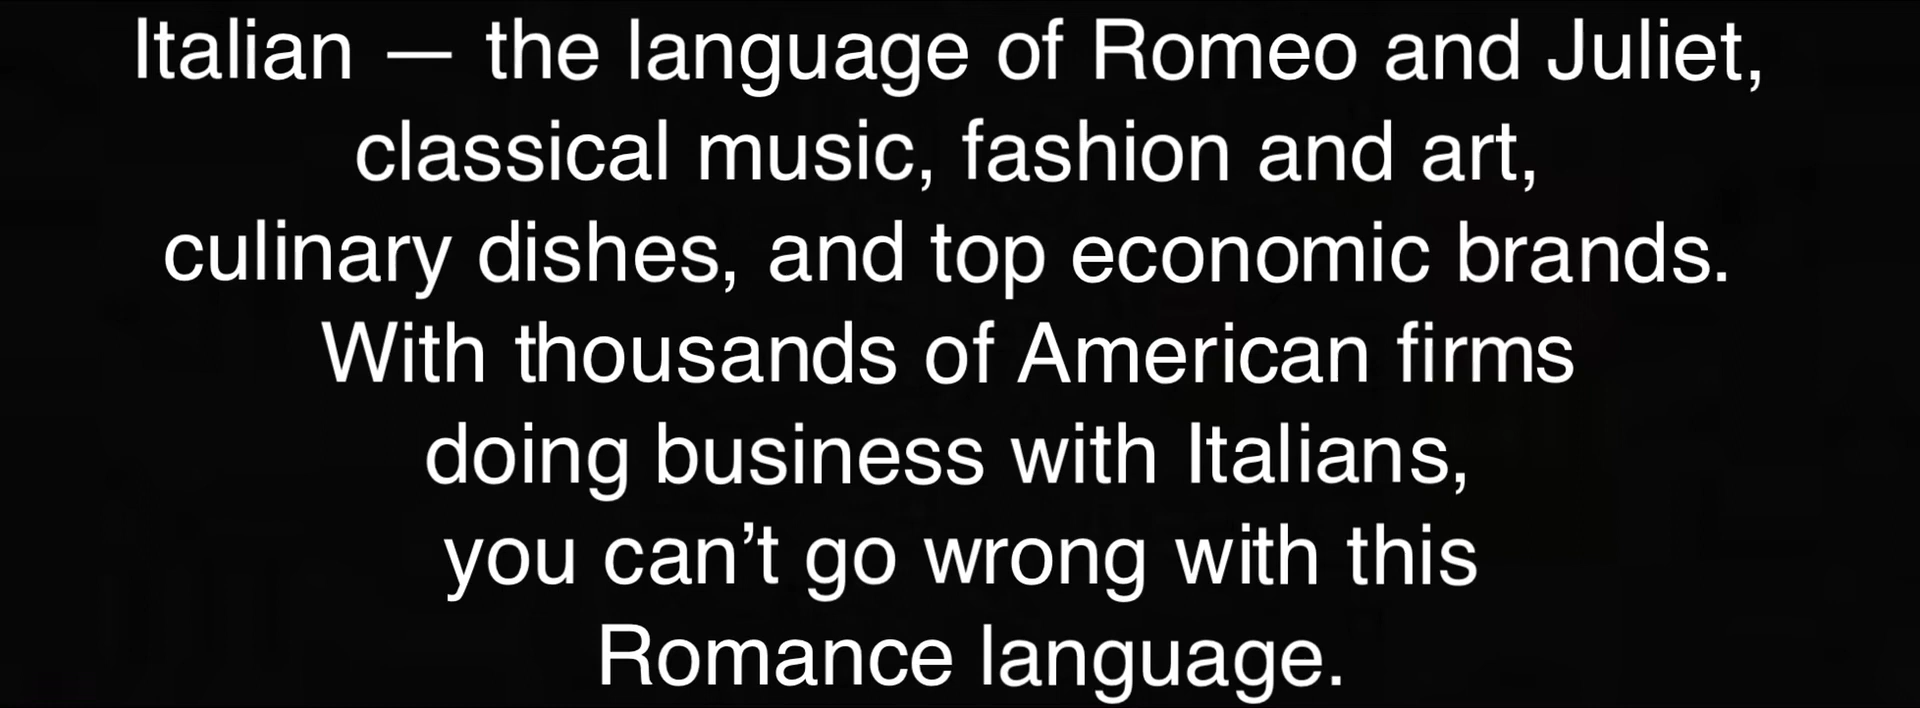 Italian — the language of Romeo and Juliet,
classical music, fashion and art,
culinary dishes, and top economic brands.
With thousands of American firms
doing business with Italians,
you can’t go wrong with this
Romance language.